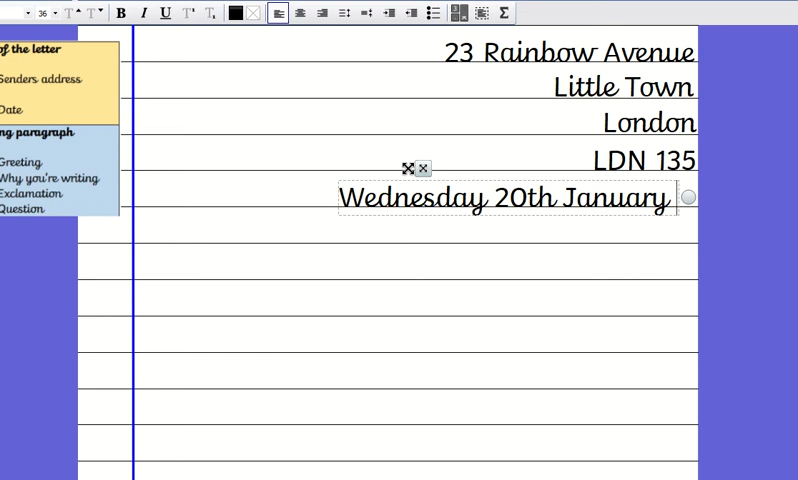 36
B I U T T Σ
of the letter
Senders address
Date
ng paragraph
Greeting
Why you're writing
Exclamation
Question
23 Rainbow Avenue
Little Town
London
LDN 135
Wednesday 20th January